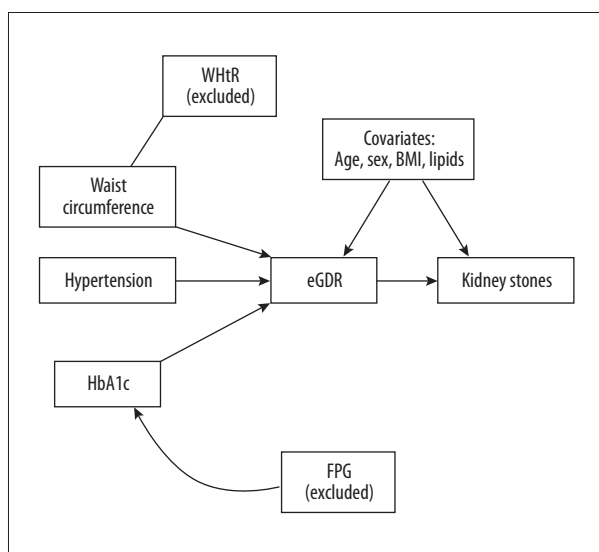 WHtR
(excluded)
Covariates:
Age, sex, BMI, lipids
Waist
circumference
Hypertension
eGDR
Kidney stones
HbA1c
FPG
(excluded)